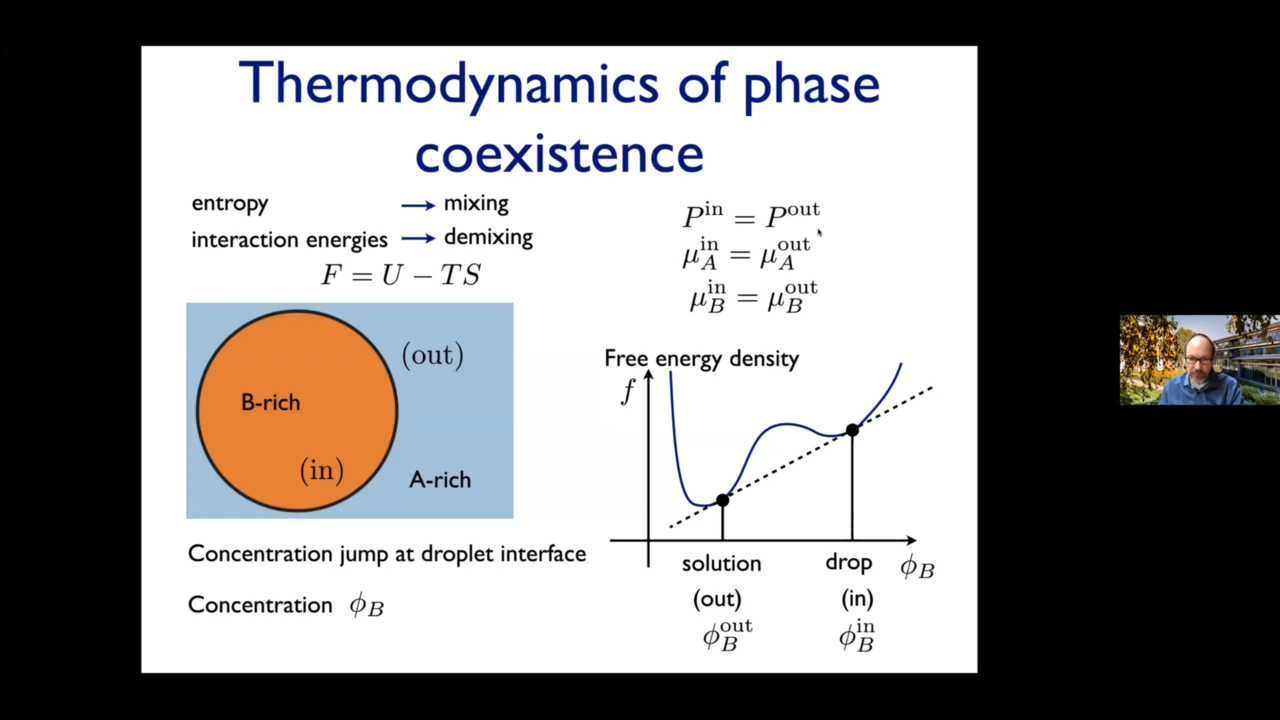 Thermodynamics of phase
coexistence
entropy → mixing
interaction energies → demixing
F = U − TS
P^in = P^out
μ_A^in = μ_A^out
μ_B^in = μ_B^out
(out)
B-rich
(in)
A-rich
Concentration jump at droplet interface
Concentration ϕ_B
Free energy density
f
solution drop ϕ_B
(out) (in)
ϕ_B^out ϕ_B^in